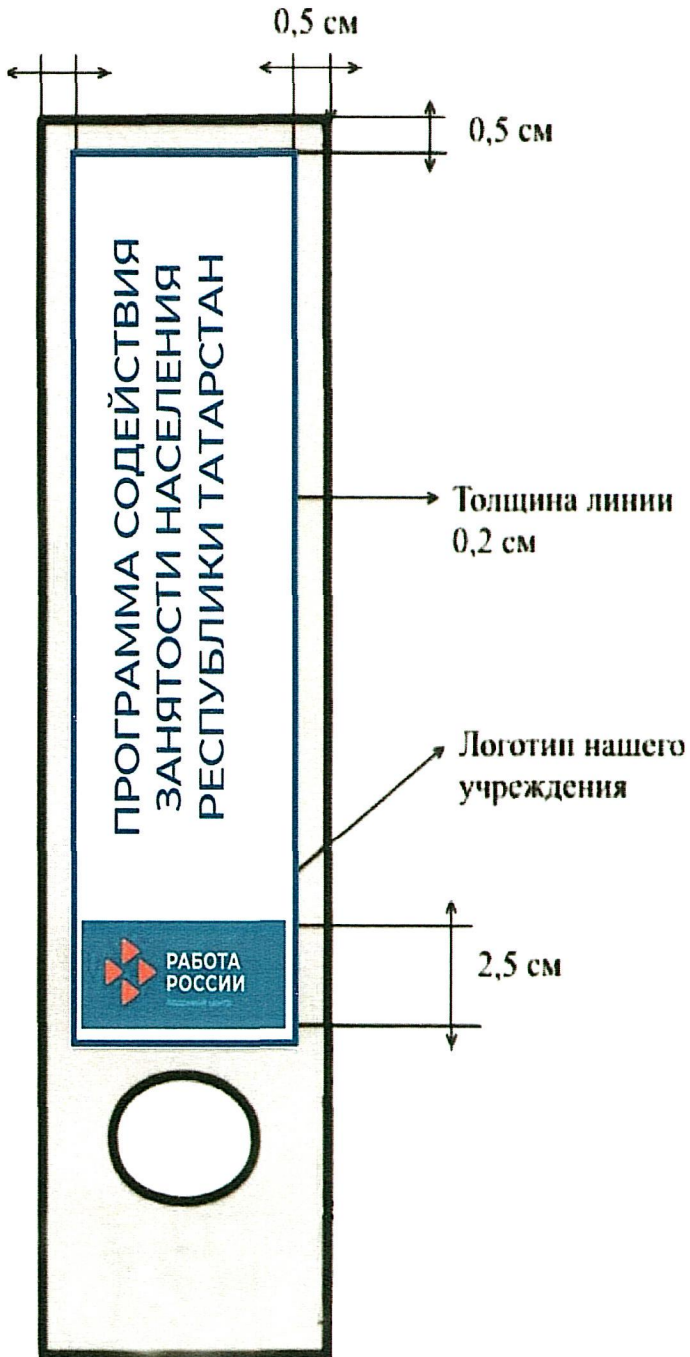 0,5 см
0,5 см
ПРОГРАММА СОДЕЙСТВИЯ
ЗАНЯТОСТИ НАСЕЛЕНИЯ
РЕСПУБЛИКИ ТАТАРСТАН
Толщина линии
0,2 см
Логотип нашего
учреждения
РАБОТА
РОССИИ
2,5 см